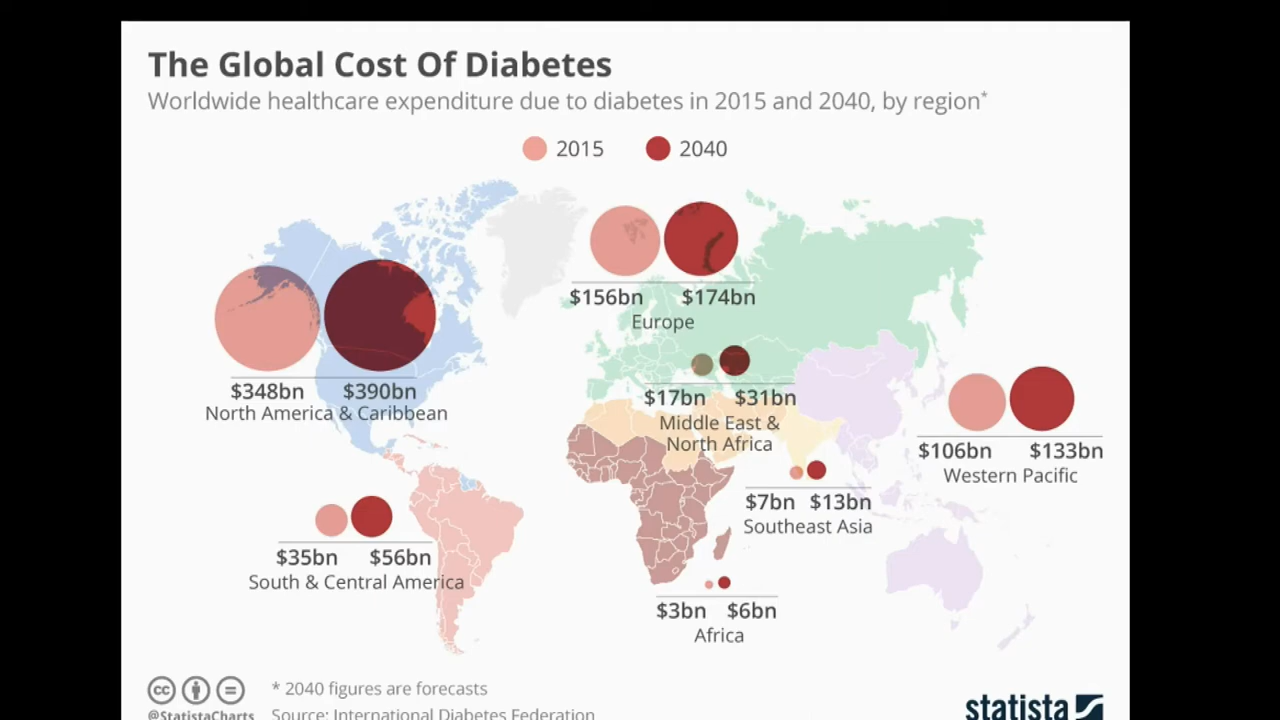 The Global Cost Of Diabetes
Worldwide healthcare expenditure due to diabetes in 2015 and 2040, by region*
2015 2040
$156bn $174bn
Europe
$348bn $390bn
North America & Caribbean
$17bn $31bn
Middle East &
North Africa
$106bn $133bn
Western Pacific
$7bn $13bn
Southeast Asia
$35bn $56bn
South & Central America
$3bn $6bn
Africa
cc
* 2040 figures are forecasts
@StatistaCharts Source: International Diabetes Federation
statista